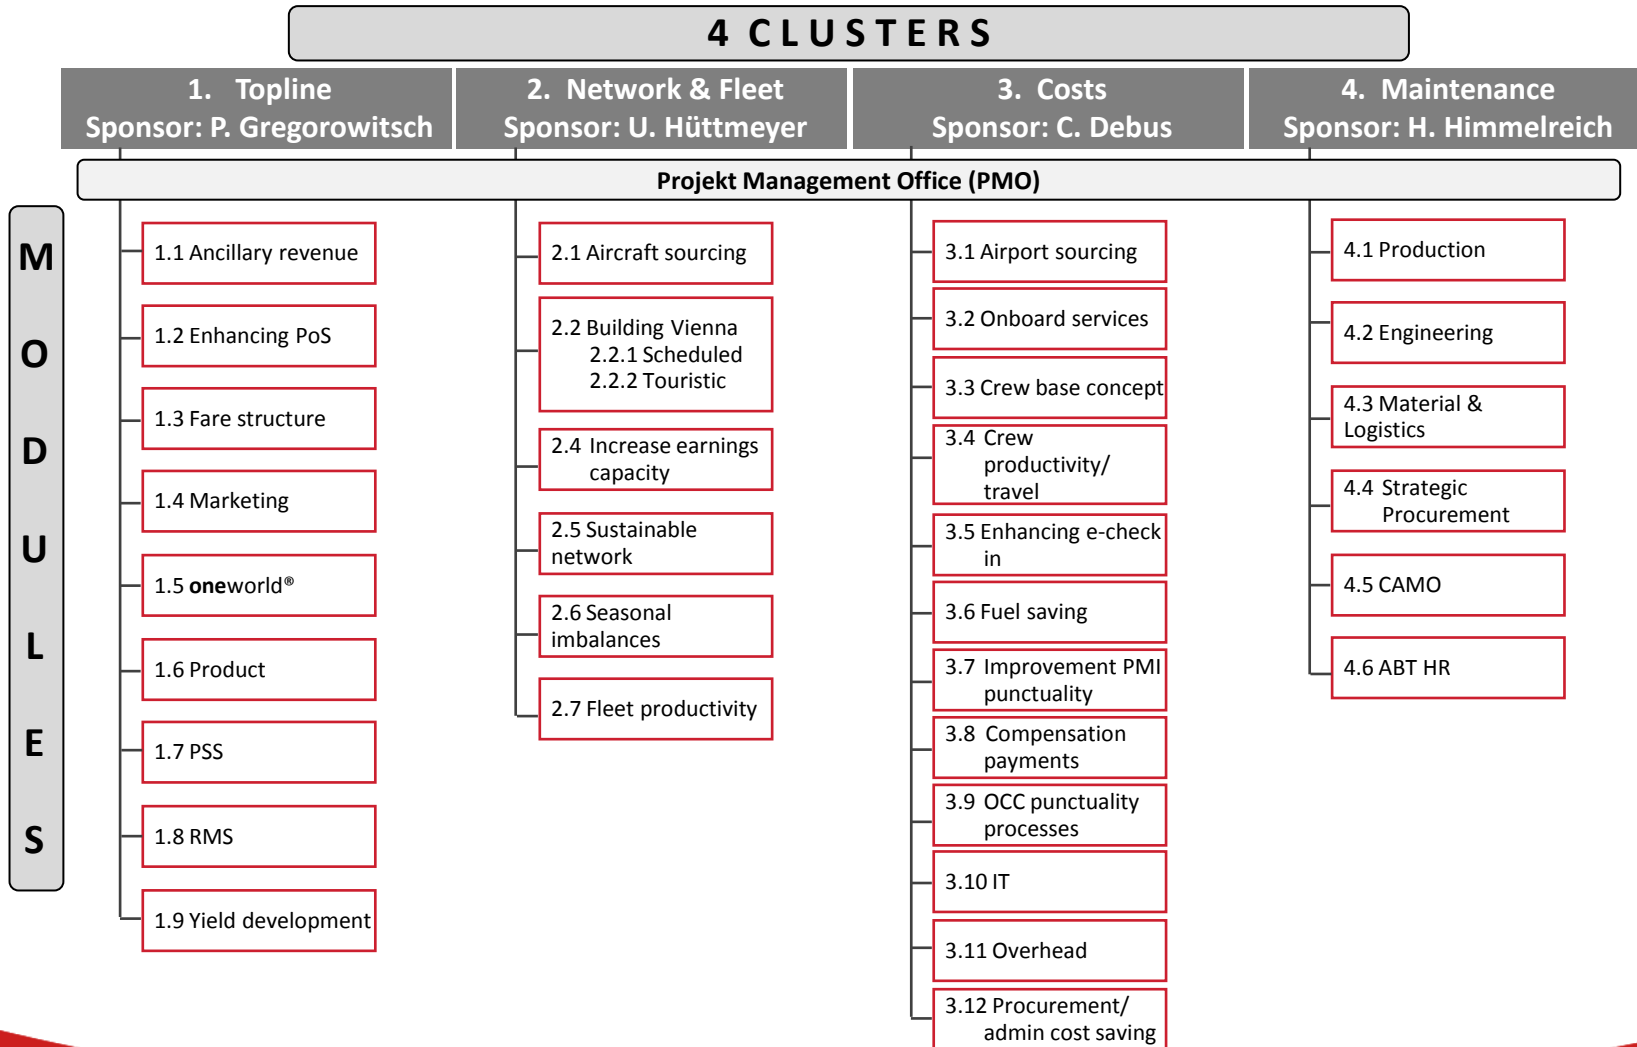 4 CLUSTERS
1. Topline
Sponsor: P. Gregorowitsch
2. Network & Fleet
Sponsor: U. Hüttmeyer
3. Costs
Sponsor: C. Debus
4. Maintenance
Sponsor: H. Himmelreich
Projekt Management Office (PMO)
MODULES
1.1 Ancillary revenue
1.2 Enhancing PoS
1.3 Fare structure
1.4 Marketing
1.5 oneworld®
1.6 Product
1.7 PSS
1.8 RMS
1.9 Yield development
2.1 Aircraft sourcing
2.2 Building Vienna
2.2.1 Scheduled
2.2.2 Touristic
2.4 Increase earnings
capacity
2.5 Sustainable
network
2.6 Seasonal
imbalances
2.7 Fleet productivity
3.1 Airport sourcing
3.2 Onboard services
3.3 Crew base concept
3.4 Crew
productivity/
travel
3.5 Enhancing e-check
in
3.6 Fuel saving
3.7 Improvement PMI
punctuality
3.8 Compensation
payments
3.9 OCC punctuality
processes
3.10 IT
3.11 Overhead
3.12 Procurement/
admin cost saving
4.1 Production
4.2 Engineering
4.3 Material &
Logistics
4.4 Strategic
Procurement
4.5 CAMO
4.6 ABT HR